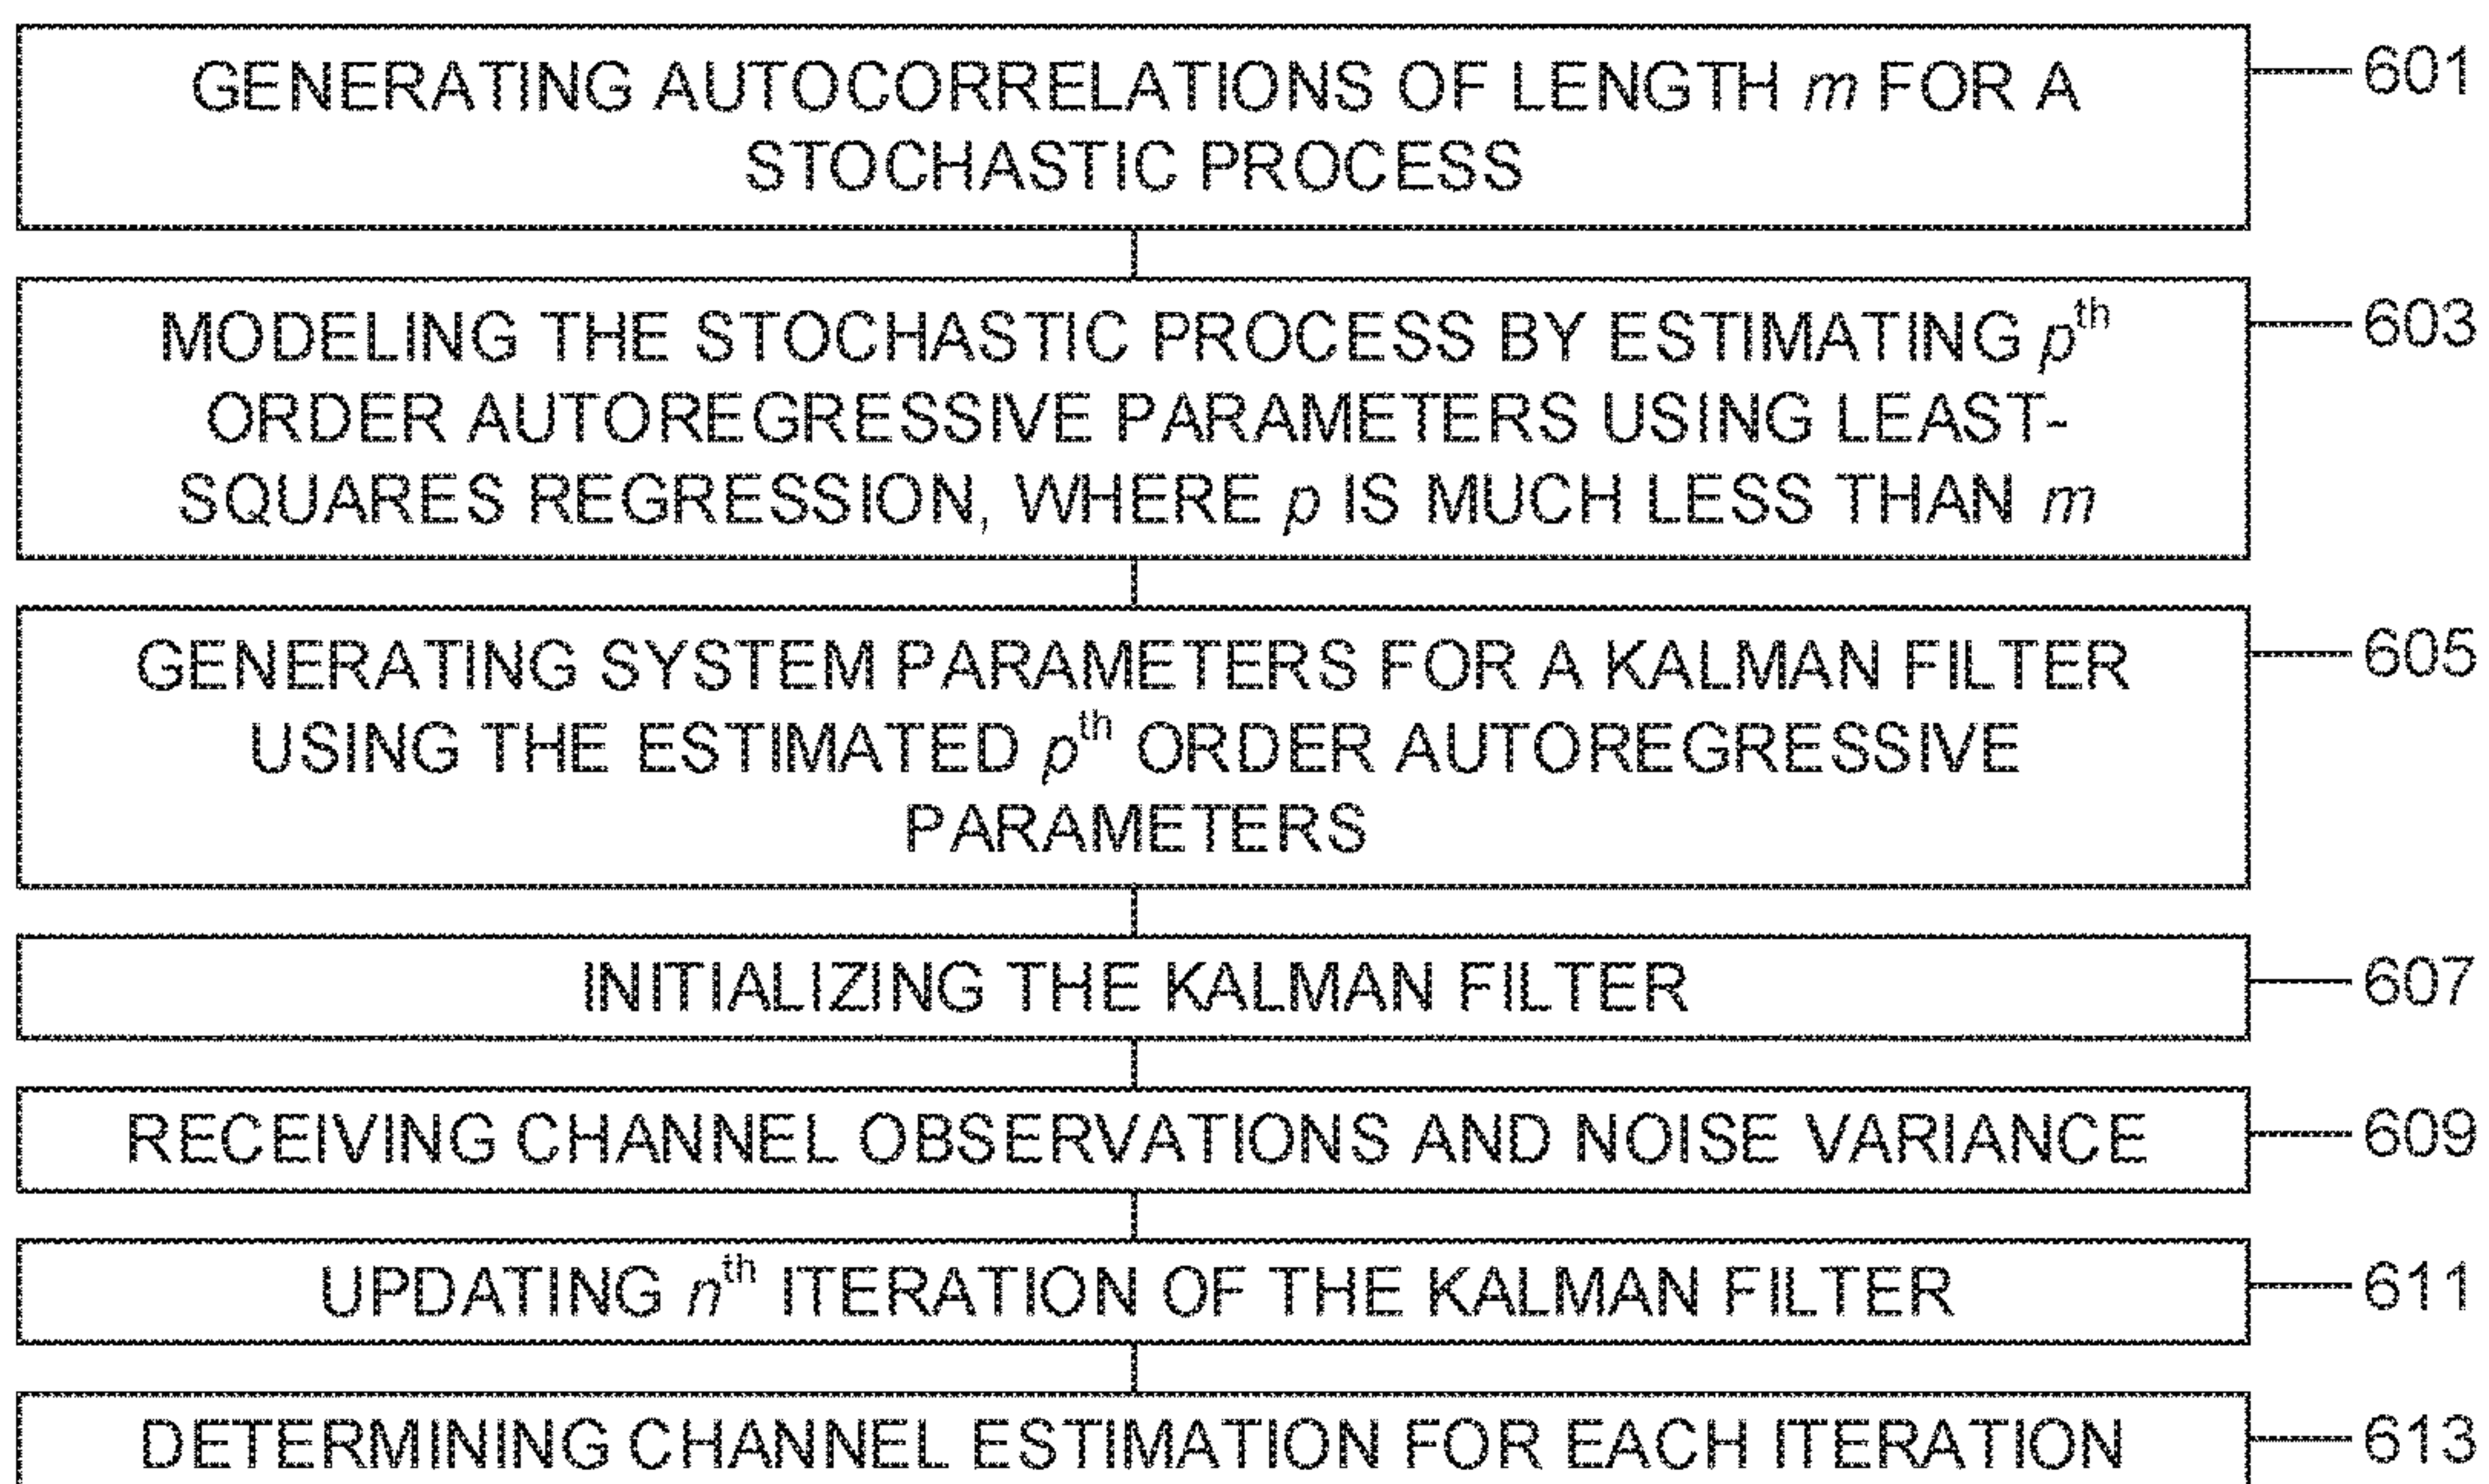 GENERATING AUTOCORRELATIONS OF LENGTH m FOR A
STOCHASTIC PROCESS
601
MODELING THE STOCHASTIC PROCESS BY ESTIMATING pth
ORDER AUTOREGRESSIVE PARAMETERS USING LEAST-
SQUARES REGRESSION, WHERE p IS MUCH LESS THAN m
603
GENERATING SYSTEM PARAMETERS FOR A KALMAN FILTER
USING THE ESTIMATED pth ORDER AUTOREGRESSIVE
PARAMETERS
605
INITIALIZING THE KALMAN FILTER
607
RECEIVING CHANNEL OBSERVATIONS AND NOISE VARIANCE
609
UPDATING nth ITERATION OF THE KALMAN FILTER
611
DETERMINING CHANNEL ESTIMATION FOR EACH ITERATION
613